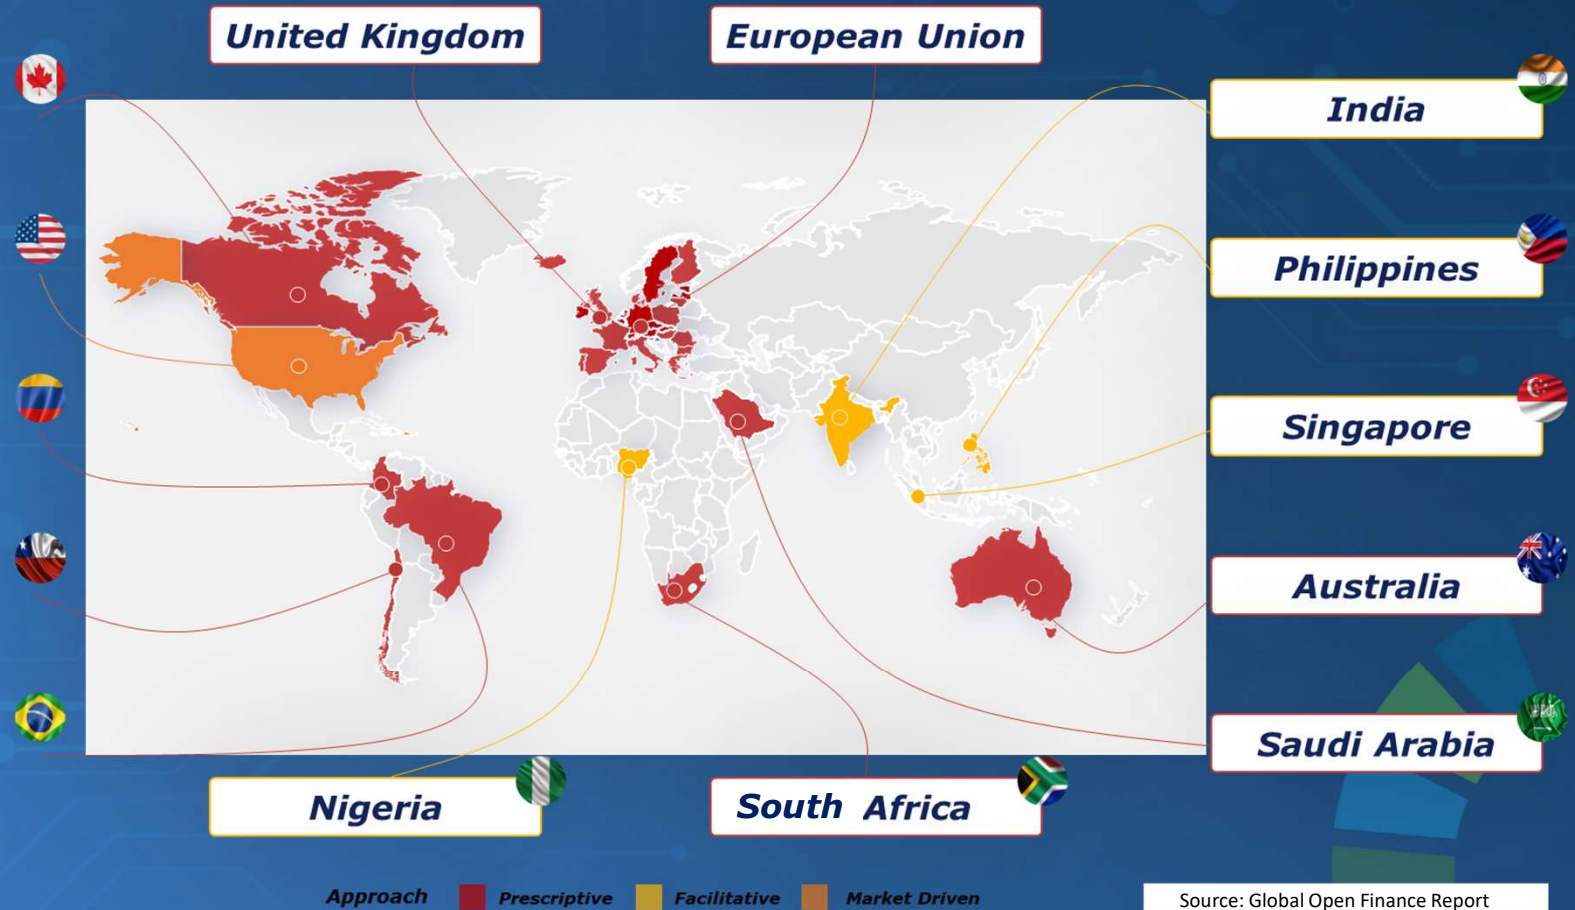 United Kingdom
European Union
India
Philippines
Singapore
Australia
Saudi Arabia
Nigeria
South Africa
Approach Prescriptive Facilitative Market Driven
Source: Global Open Finance Report